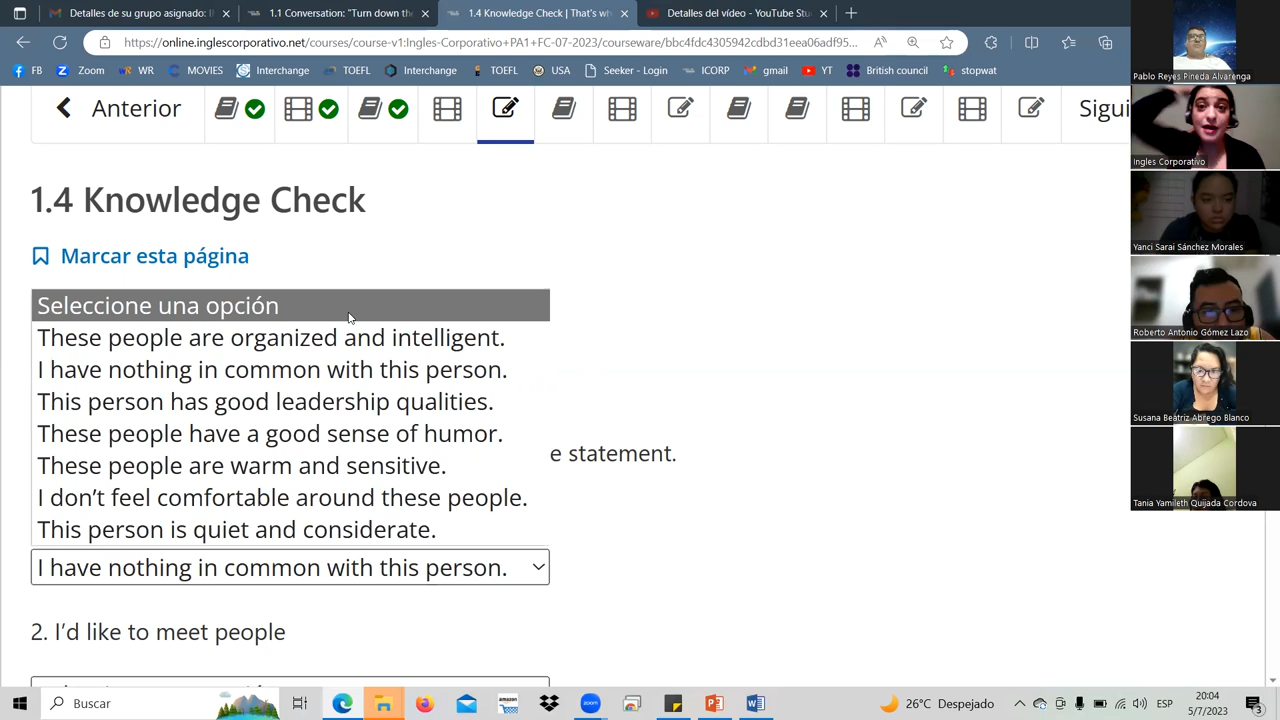 Detalles de su grupo asignado: I
1.1 Conversation: "Turn down the
1.4 Knowledge Check | That's wh
Detalles del vídeo - YouTube Stu
https://online.inglescorporativo.net/courses/course-v1:Ingles-Corporativo+PA1+FC-07-2023/courseware/bbc4fdc4305942cdbd31eea06adf95...
FB
Zoom
WR
MOVIES
Interchange
TOEFL
Interchange
TOEFL
USA
Seeker - Login
ICORP
gmail
YT
British council
stopwat
Anterior
Sigui
1.4 Knowledge Check
Marcar esta página
Seleccione una opción
These people are organized and intelligent.
I have nothing in common with this person.
This person has good leadership qualities.
These people have a good sense of humor.
e statement.
These people are warm and sensitive.
I don't feel comfortable around these people.
This person is quiet and considerate.
I have nothing in common with this person.
2. I'd like to meet people
Pablo Reyes Pineda Alvarenga
Ingles Corporativo
Yanci Sarai Sánchez Morales
Roberto Antonio Gómez Lazo
Susana Beatriz Abrego Blanco
Tania Yamileth Quijada Cordova
Buscar
26°C Despejado
ESP
20:04
5/7/2023
3